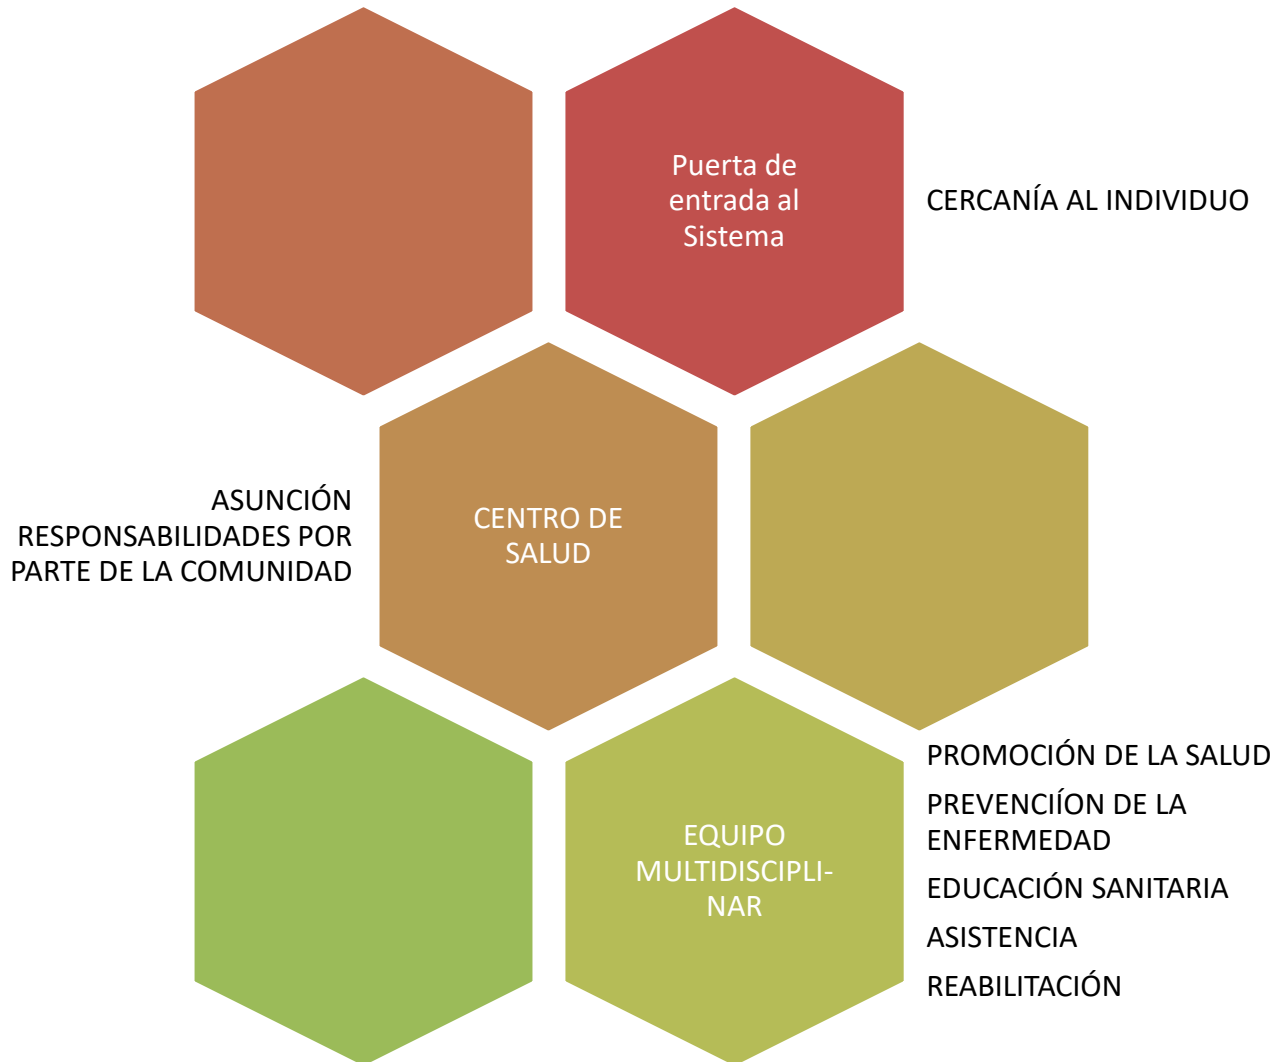 Puerta de
entrada al
Sistema
CERCANÍA AL INDIVIDUO
ASUNCIÓN
RESPONSABILIDADES POR
PARTE DE LA COMUNIDAD
CENTRO DE
SALUD
EQUIPO
MULTIDISCIPLI-
NAR
PROMOCIÓN DE LA SALUD
PREVENCIÍON DE LA
ENFERMEDAD
EDUCACIÓN SANITARIA
ASISTENCIA
REABILITACIÓN